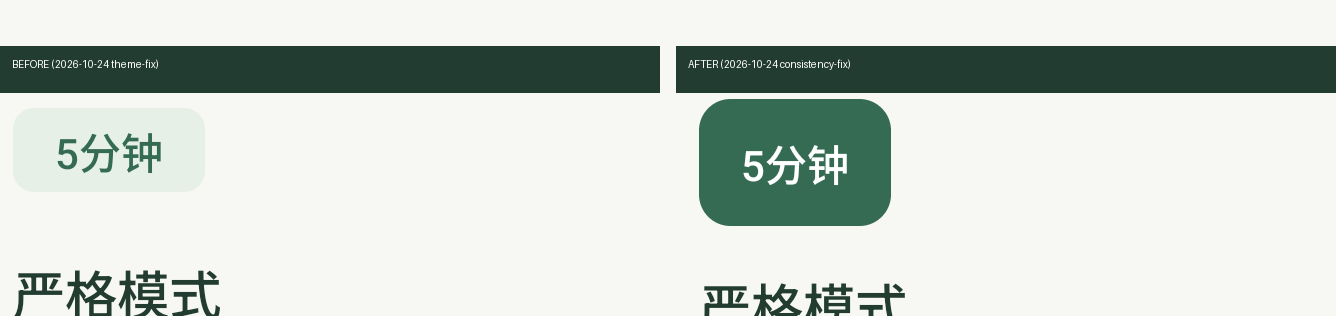 BEFORE (2026-10-24 theme-fix)
AFTER (2026-10-24 consistency-fix)
5分钟
5分钟
严格模式
严格模式